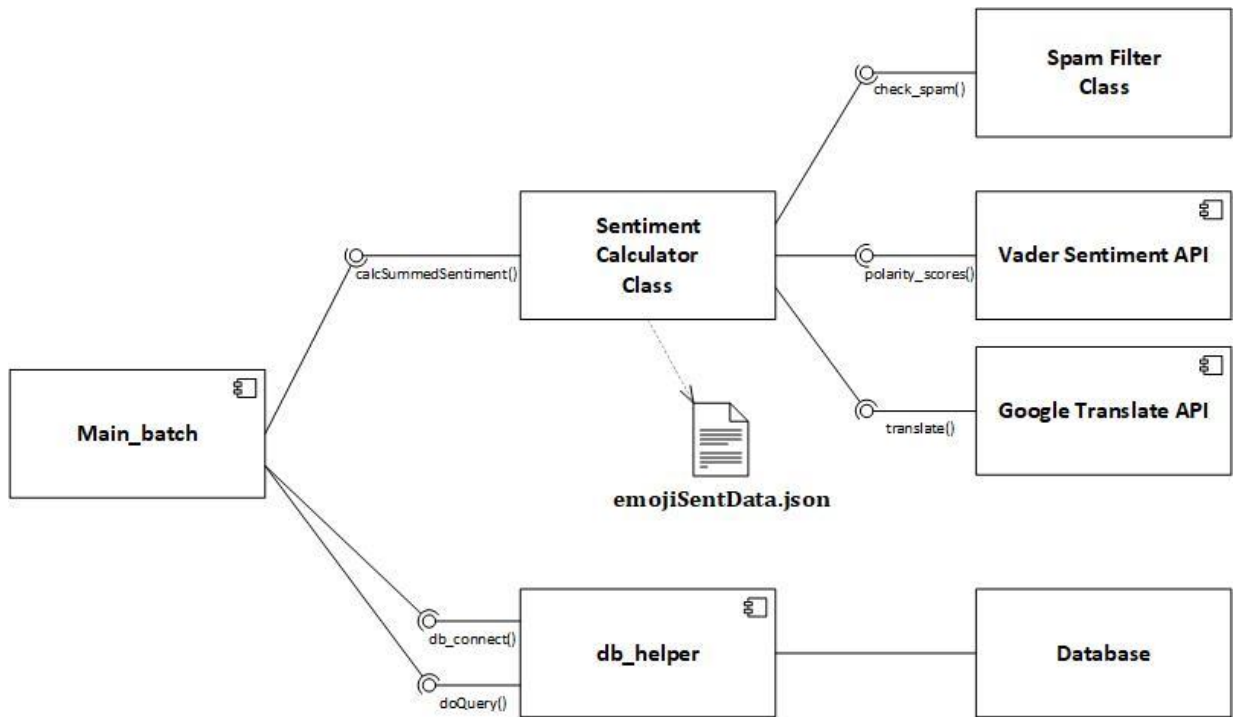 Spam Filter
Class
check_spam()
Sentiment
Calculator
Class
Vader Sentiment API
calcSummedSentiment()
polarity_scores()
Main_batch
Google Translate API
translate()
emojiSentData.json
db_connect()
db_helper
Database
doQuery()